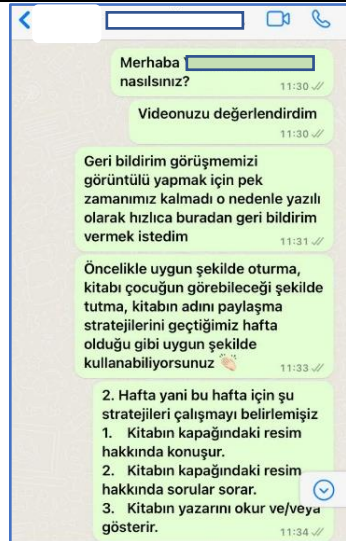 Merhaba
nasılsınız?
11:30
Videonuzu değerlendirdim
11:30
Geri bildirim görüşmemizi
görüntülü yapmak için pek
zamanımız kalmadı o nedenle yazılı
olarak hızlıca buradan geri bildirim
vermek istedim
11:31
Öncelikle uygun şekilde oturma,
kitabı çocuğun görebileceği şekilde
tutma, kitabın adını paylaşma
stratejilerini geçtiğimiz hafta
olduğu gibi uygun şekilde
kullanabiliyorsunuz 👏🏻
11:33
2. Hafta yani bu hafta için şu
stratejileri çalışmayı belirlemişiz
1. Kitabın kapağındaki resim
hakkında konuşur.
2. Kitabın kapağındaki resim
hakkında sorular sorar.
3. Kitabın yazarını okur ve/veya
gösterir.
11:34